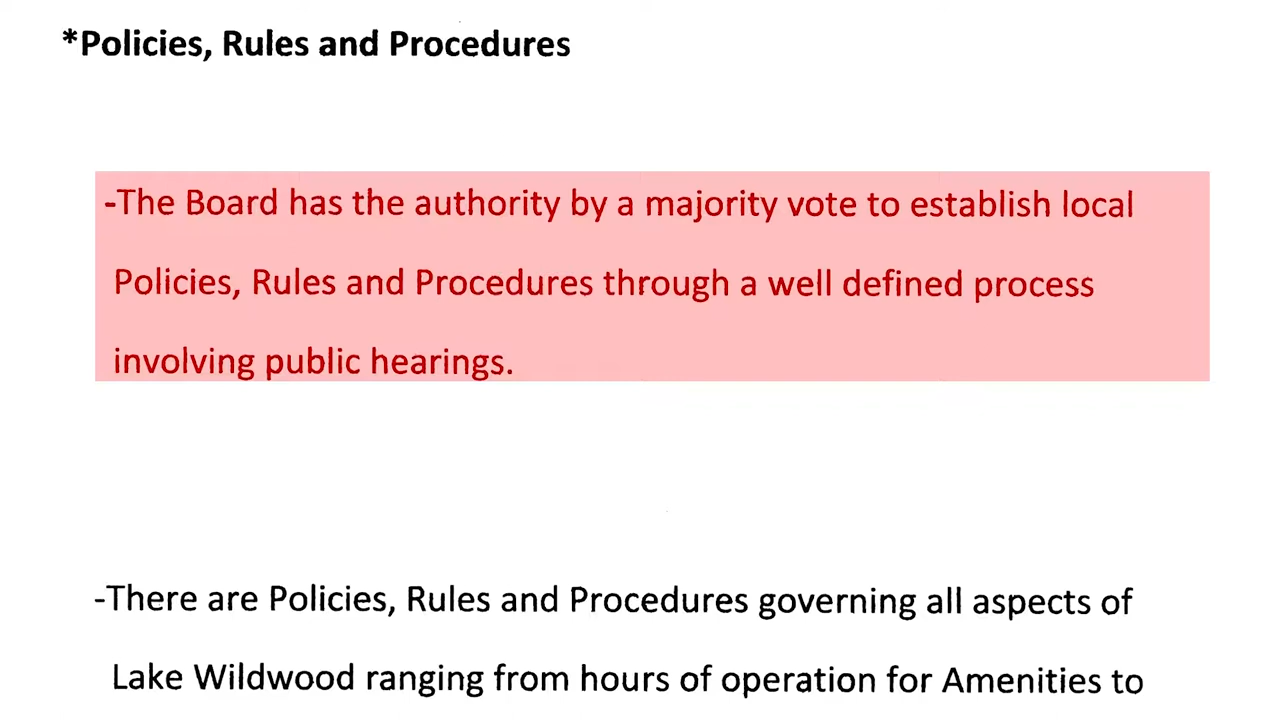 *Policies, Rules and Procedures
-The Board has the authority by a majority vote to establish local
Policies, Rules and Procedures through a well defined process
involving public hearings.
-There are Policies, Rules and Procedures governing all aspects of
Lake Wildwood ranging from hours of operation for Amenities to